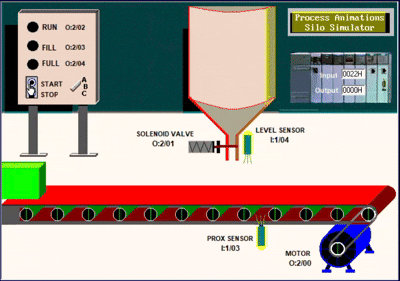 Process Animations
Silo Simulator
RUN O:2/02
FILL O:2/03
FULL O:2/04
START
STOP
A
B
C
Input 0022H
Output 0000H
SOLENOID VALVE
O:2/01
LEVEL SENSOR
I:1/04
PROX SENSOR
I:1/03
MOTOR
O:2/00